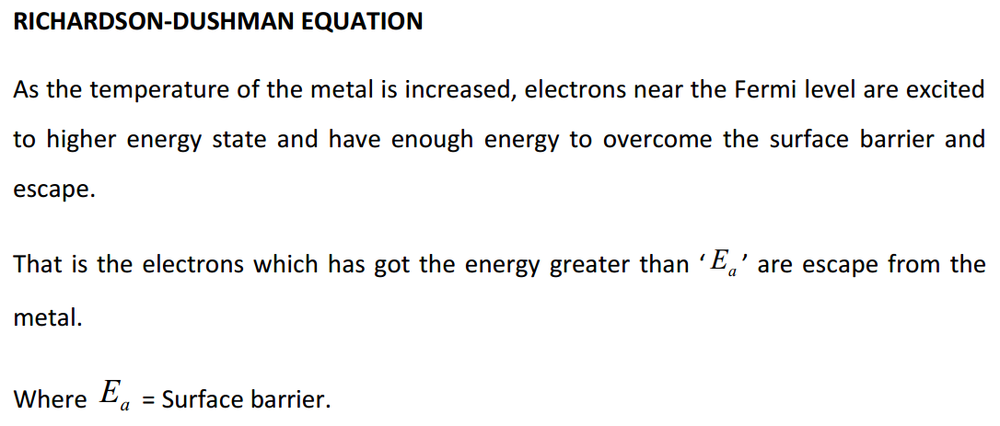 RICHARDSON-DUSHMAN EQUATION
As the temperature of the metal is increased, electrons near the Fermi level are excited
to higher energy state and have enough energy to overcome the surface barrier and
escape.
That is the electrons which has got the energy greater than ‘Eₐ’ are escape from the
metal.
Where Eₐ = Surface barrier.